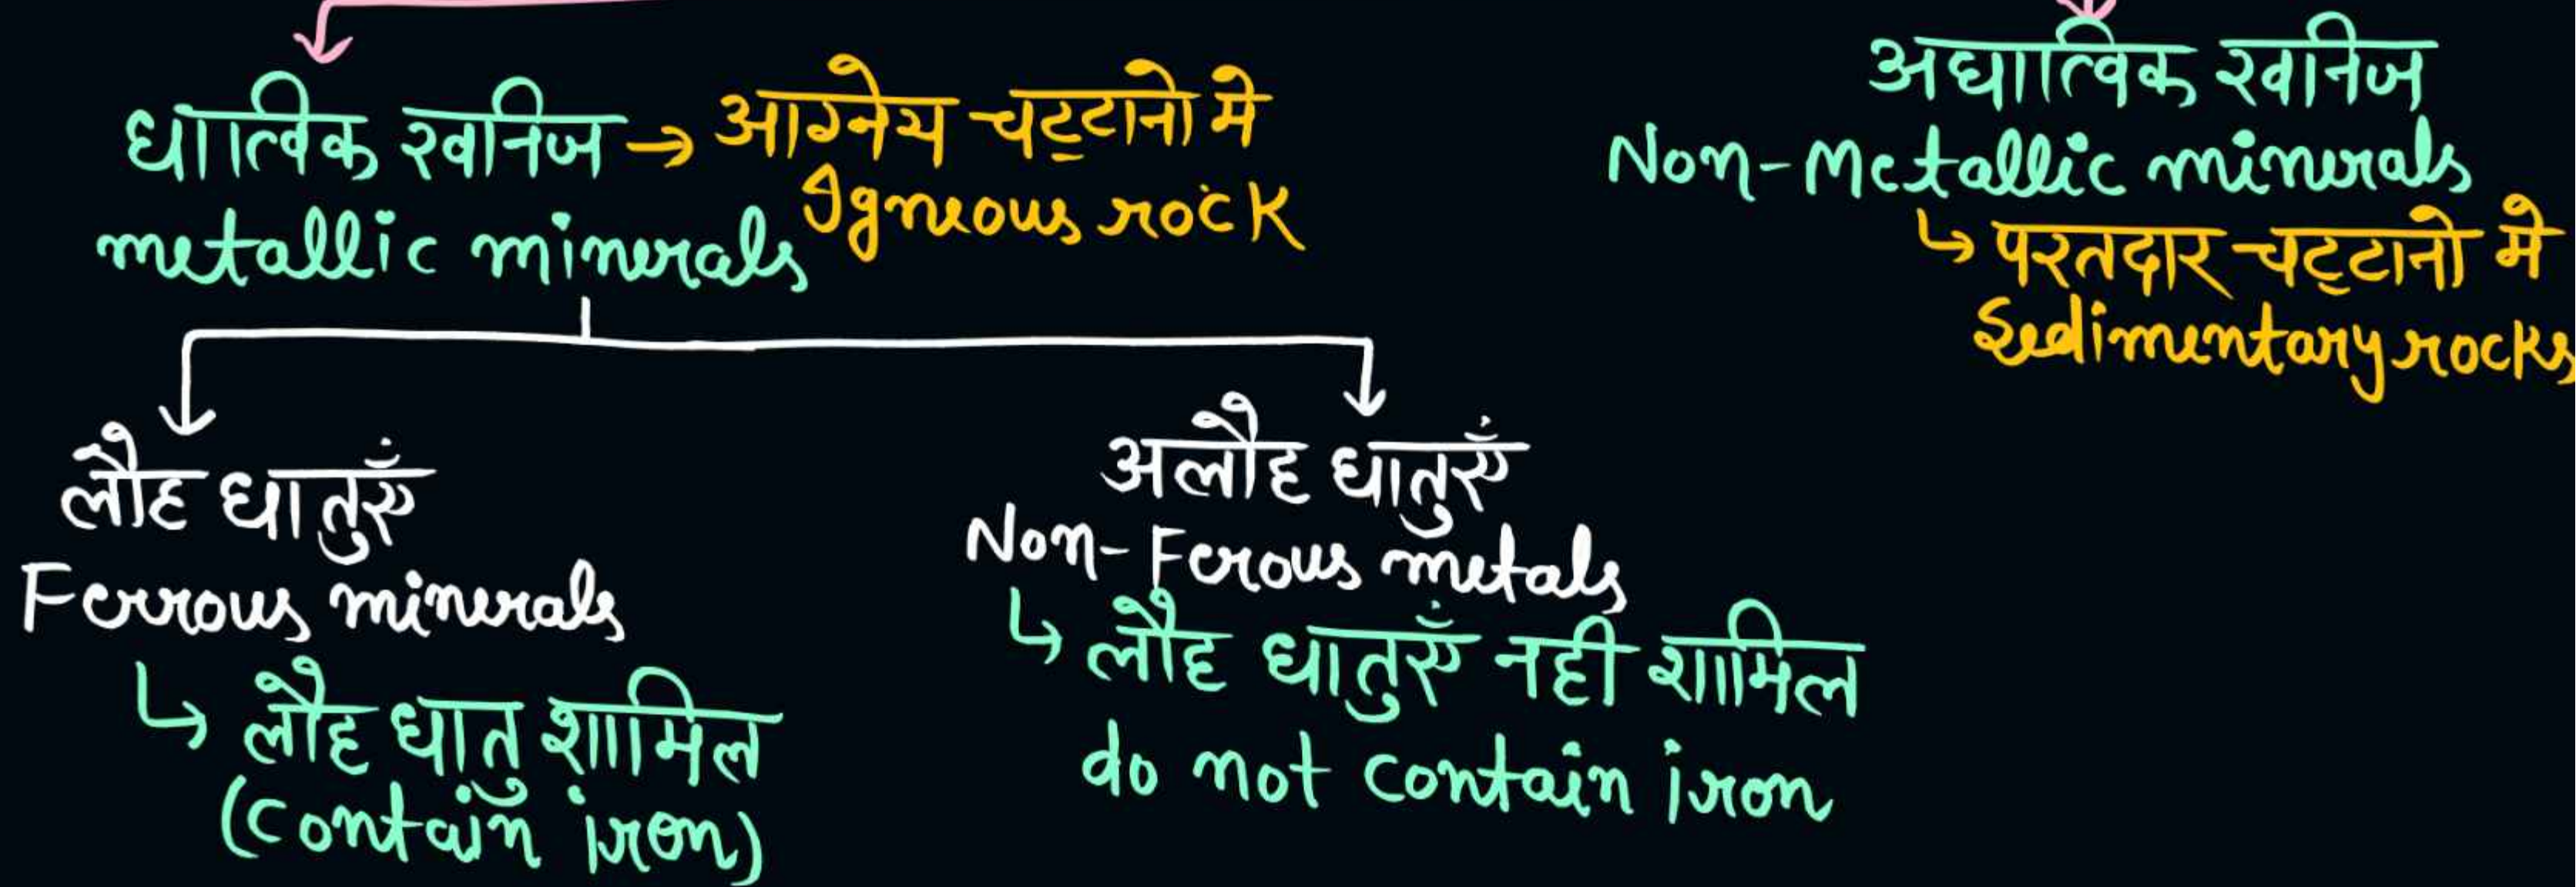 धात्विक खनिज → आग्नेय चट्टानो मे
Igneous rock
metallic minerals
अधात्विक खनिज
Non-Metallic minerals
↳ परतदार चट्टानो मे
Sedimentary rocks
लौह धातुएँ
Ferrous minerals
↳ लौह धातु शामिल
(contain iron)
अलौह धातुएँ
Non-Ferous metals
↳ लौह धातुएँ नही शामिल
do not contain iron